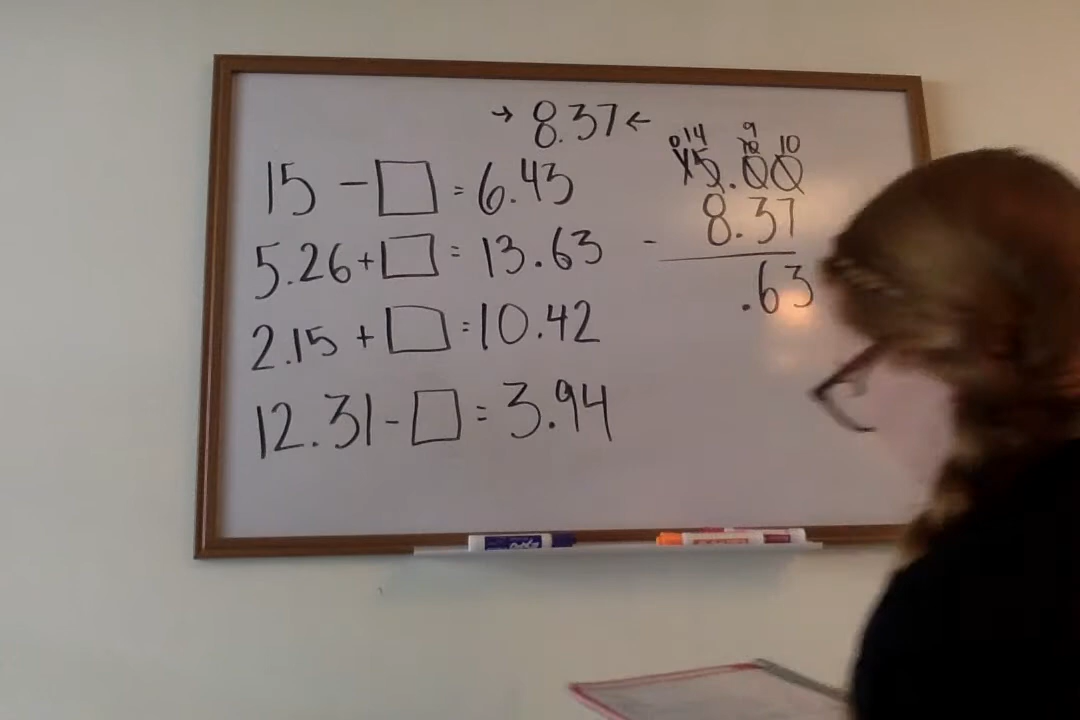 → 8.37 ←
15 - □ = 6.43
5.26 + □ = 13.63
2.15 + □ = 10.42
12.31 - □ = 3.94
0 14 9 10
15.00
10
- 8.37
.63